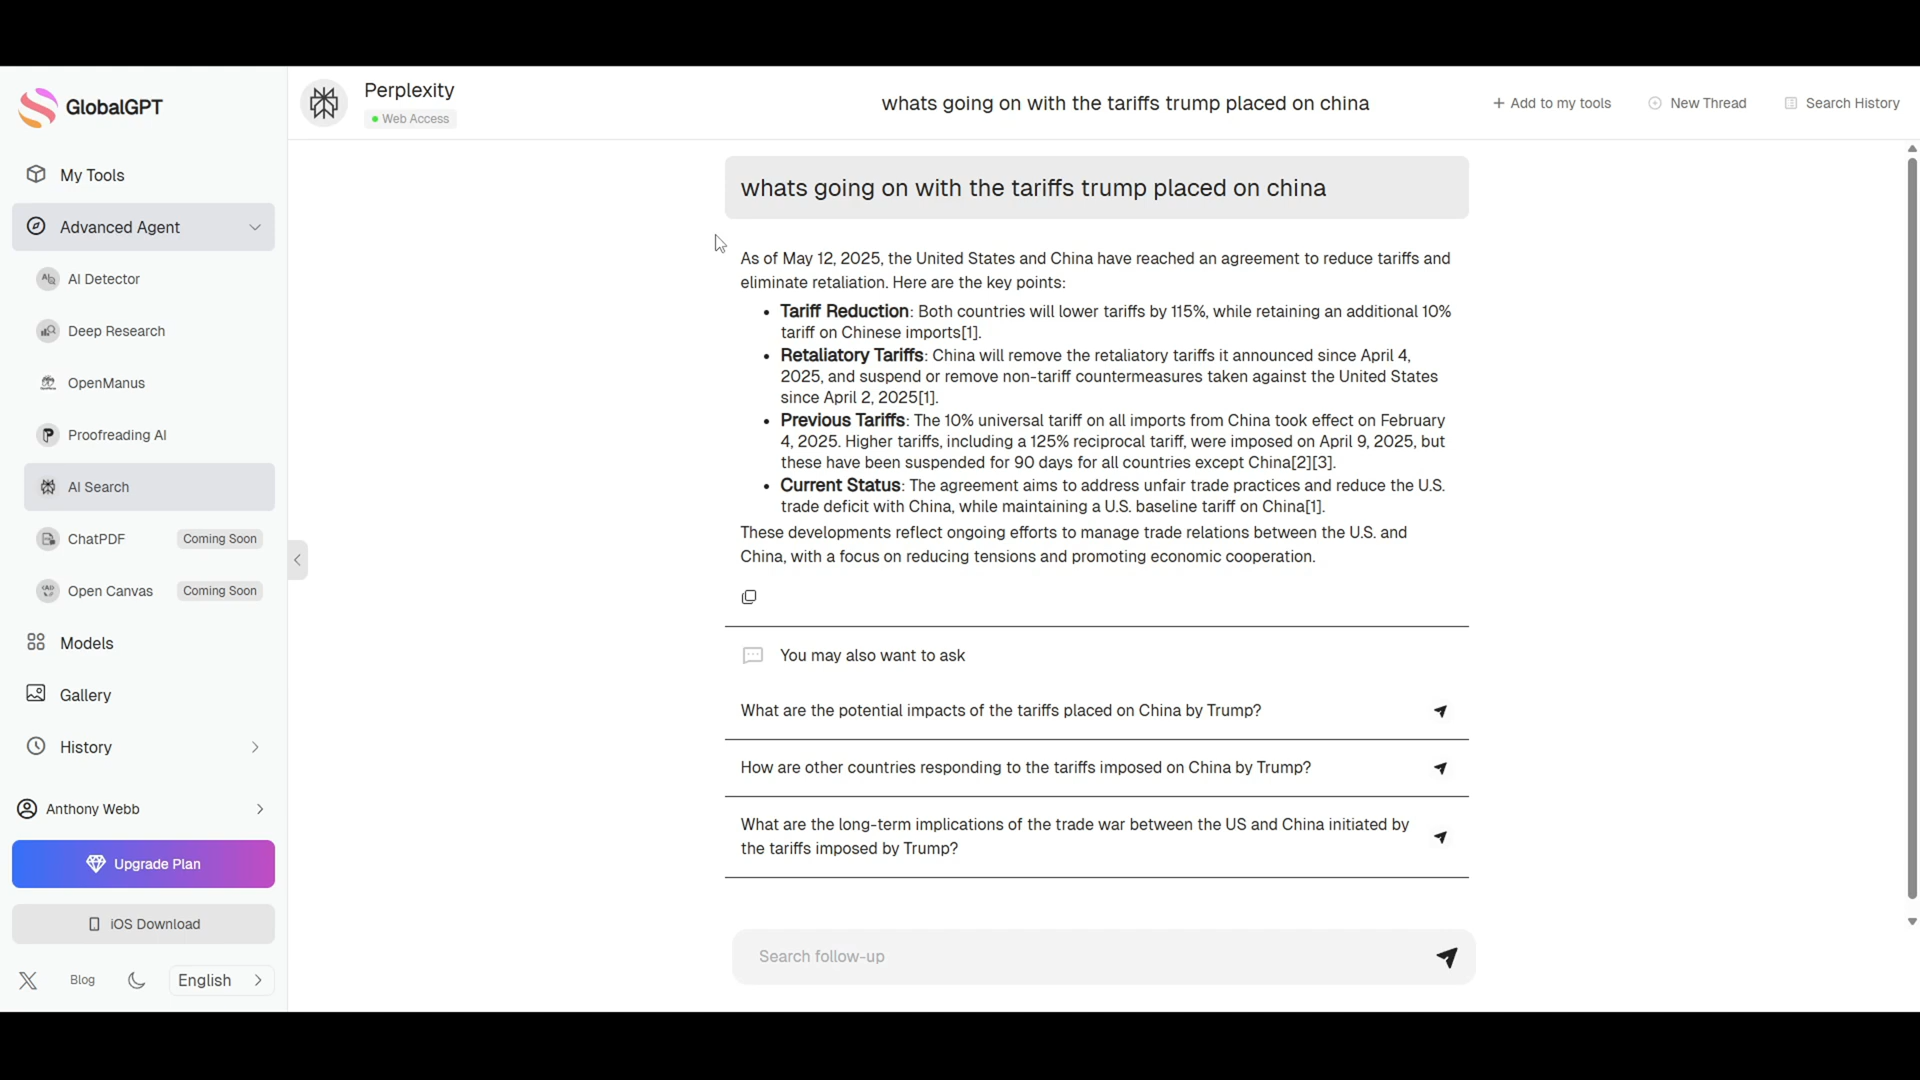 GlobalGPT
My Tools
Advanced Agent
AI Detector
Deep Research
OpenManus
Proofreading AI
AI Search
ChatPDF Coming Soon
Open Canvas Coming Soon
Models
Gallery
History
Anthony Webb
Upgrade Plan
iOS Download
Blog English
Perplexity
Web Access
whats going on with the tariffs trump placed on china
+ Add to my tools
New Thread
Search History
whats going on with the tariffs trump placed on china
As of May 12, 2025, the United States and China have reached an agreement to reduce tariffs and
eliminate retaliation. Here are the key points:
• Tariff Reduction: Both countries will lower tariffs by 115%, while retaining an additional 10%
tariff on Chinese imports[1].
• Retaliatory Tariffs: China will remove the retaliatory tariffs it announced since April 4,
2025, and suspend or remove non-tariff countermeasures taken against the United States
since April 2, 2025[1].
• Previous Tariffs: The 10% universal tariff on all imports from China took effect on February
4, 2025. Higher tariffs, including a 125% reciprocal tariff, were imposed on April 9, 2025, but
these have been suspended for 90 days for all countries except China[2][3].
• Current Status: The agreement aims to address unfair trade practices and reduce the U.S.
trade deficit with China, while maintaining a U.S. baseline tariff on China[1].
These developments reflect ongoing efforts to manage trade relations between the U.S. and
China, with a focus on reducing tensions and promoting economic cooperation.
You may also want to ask
What are the potential impacts of the tariffs placed on China by Trump?
How are other countries responding to the tariffs imposed on China by Trump?
What are the long-term implications of the trade war between the US and China initiated by
the tariffs imposed by Trump?
Search follow-up